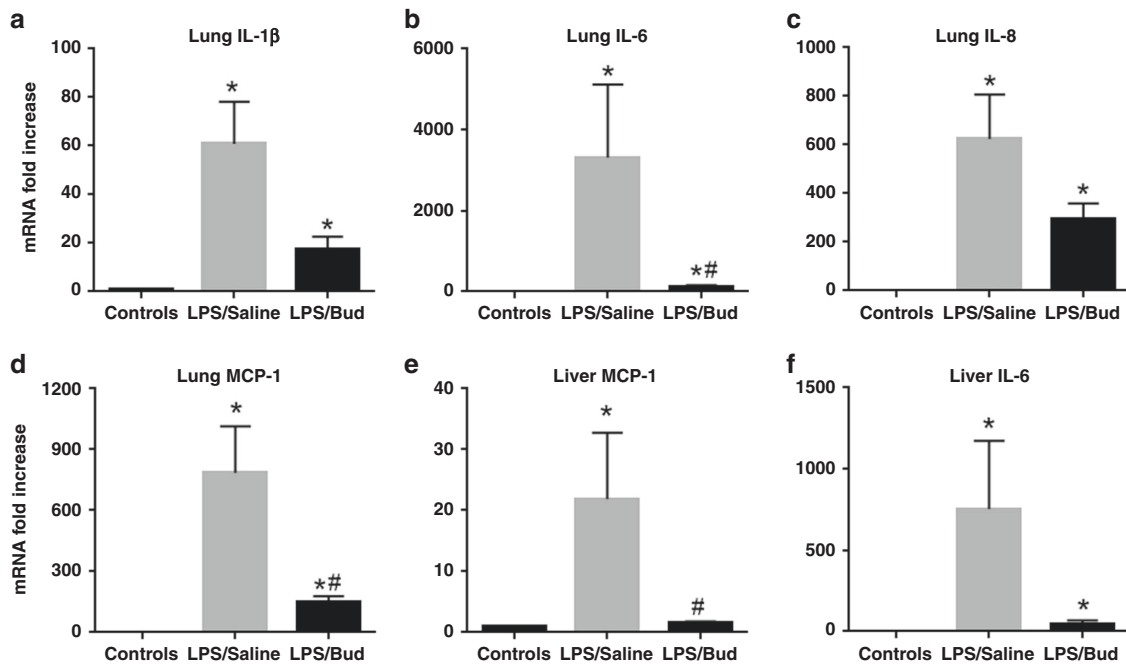 a
Lung IL-1β
mRNA fold increase
100
80
60
40
20
0
*
*
Controls LPS/Saline LPS/Bud
b
Lung IL-6
6000
4000
2000
0
*
*#
Controls LPS/Saline LPS/Bud
c
Lung IL-8
1000
800
600
400
200
0
*
*
Controls LPS/Saline LPS/Bud
d
Lung MCP-1
mRNA fold increase
1200
900
600
300
0
*
*#
Controls LPS/Saline LPS/Bud
e
Liver MCP-1
40
30
20
10
0
*
#
Controls LPS/Saline LPS/Bud
f
Liver IL-6
1500
1000
500
0
*
*
Controls LPS/Saline LPS/Bud